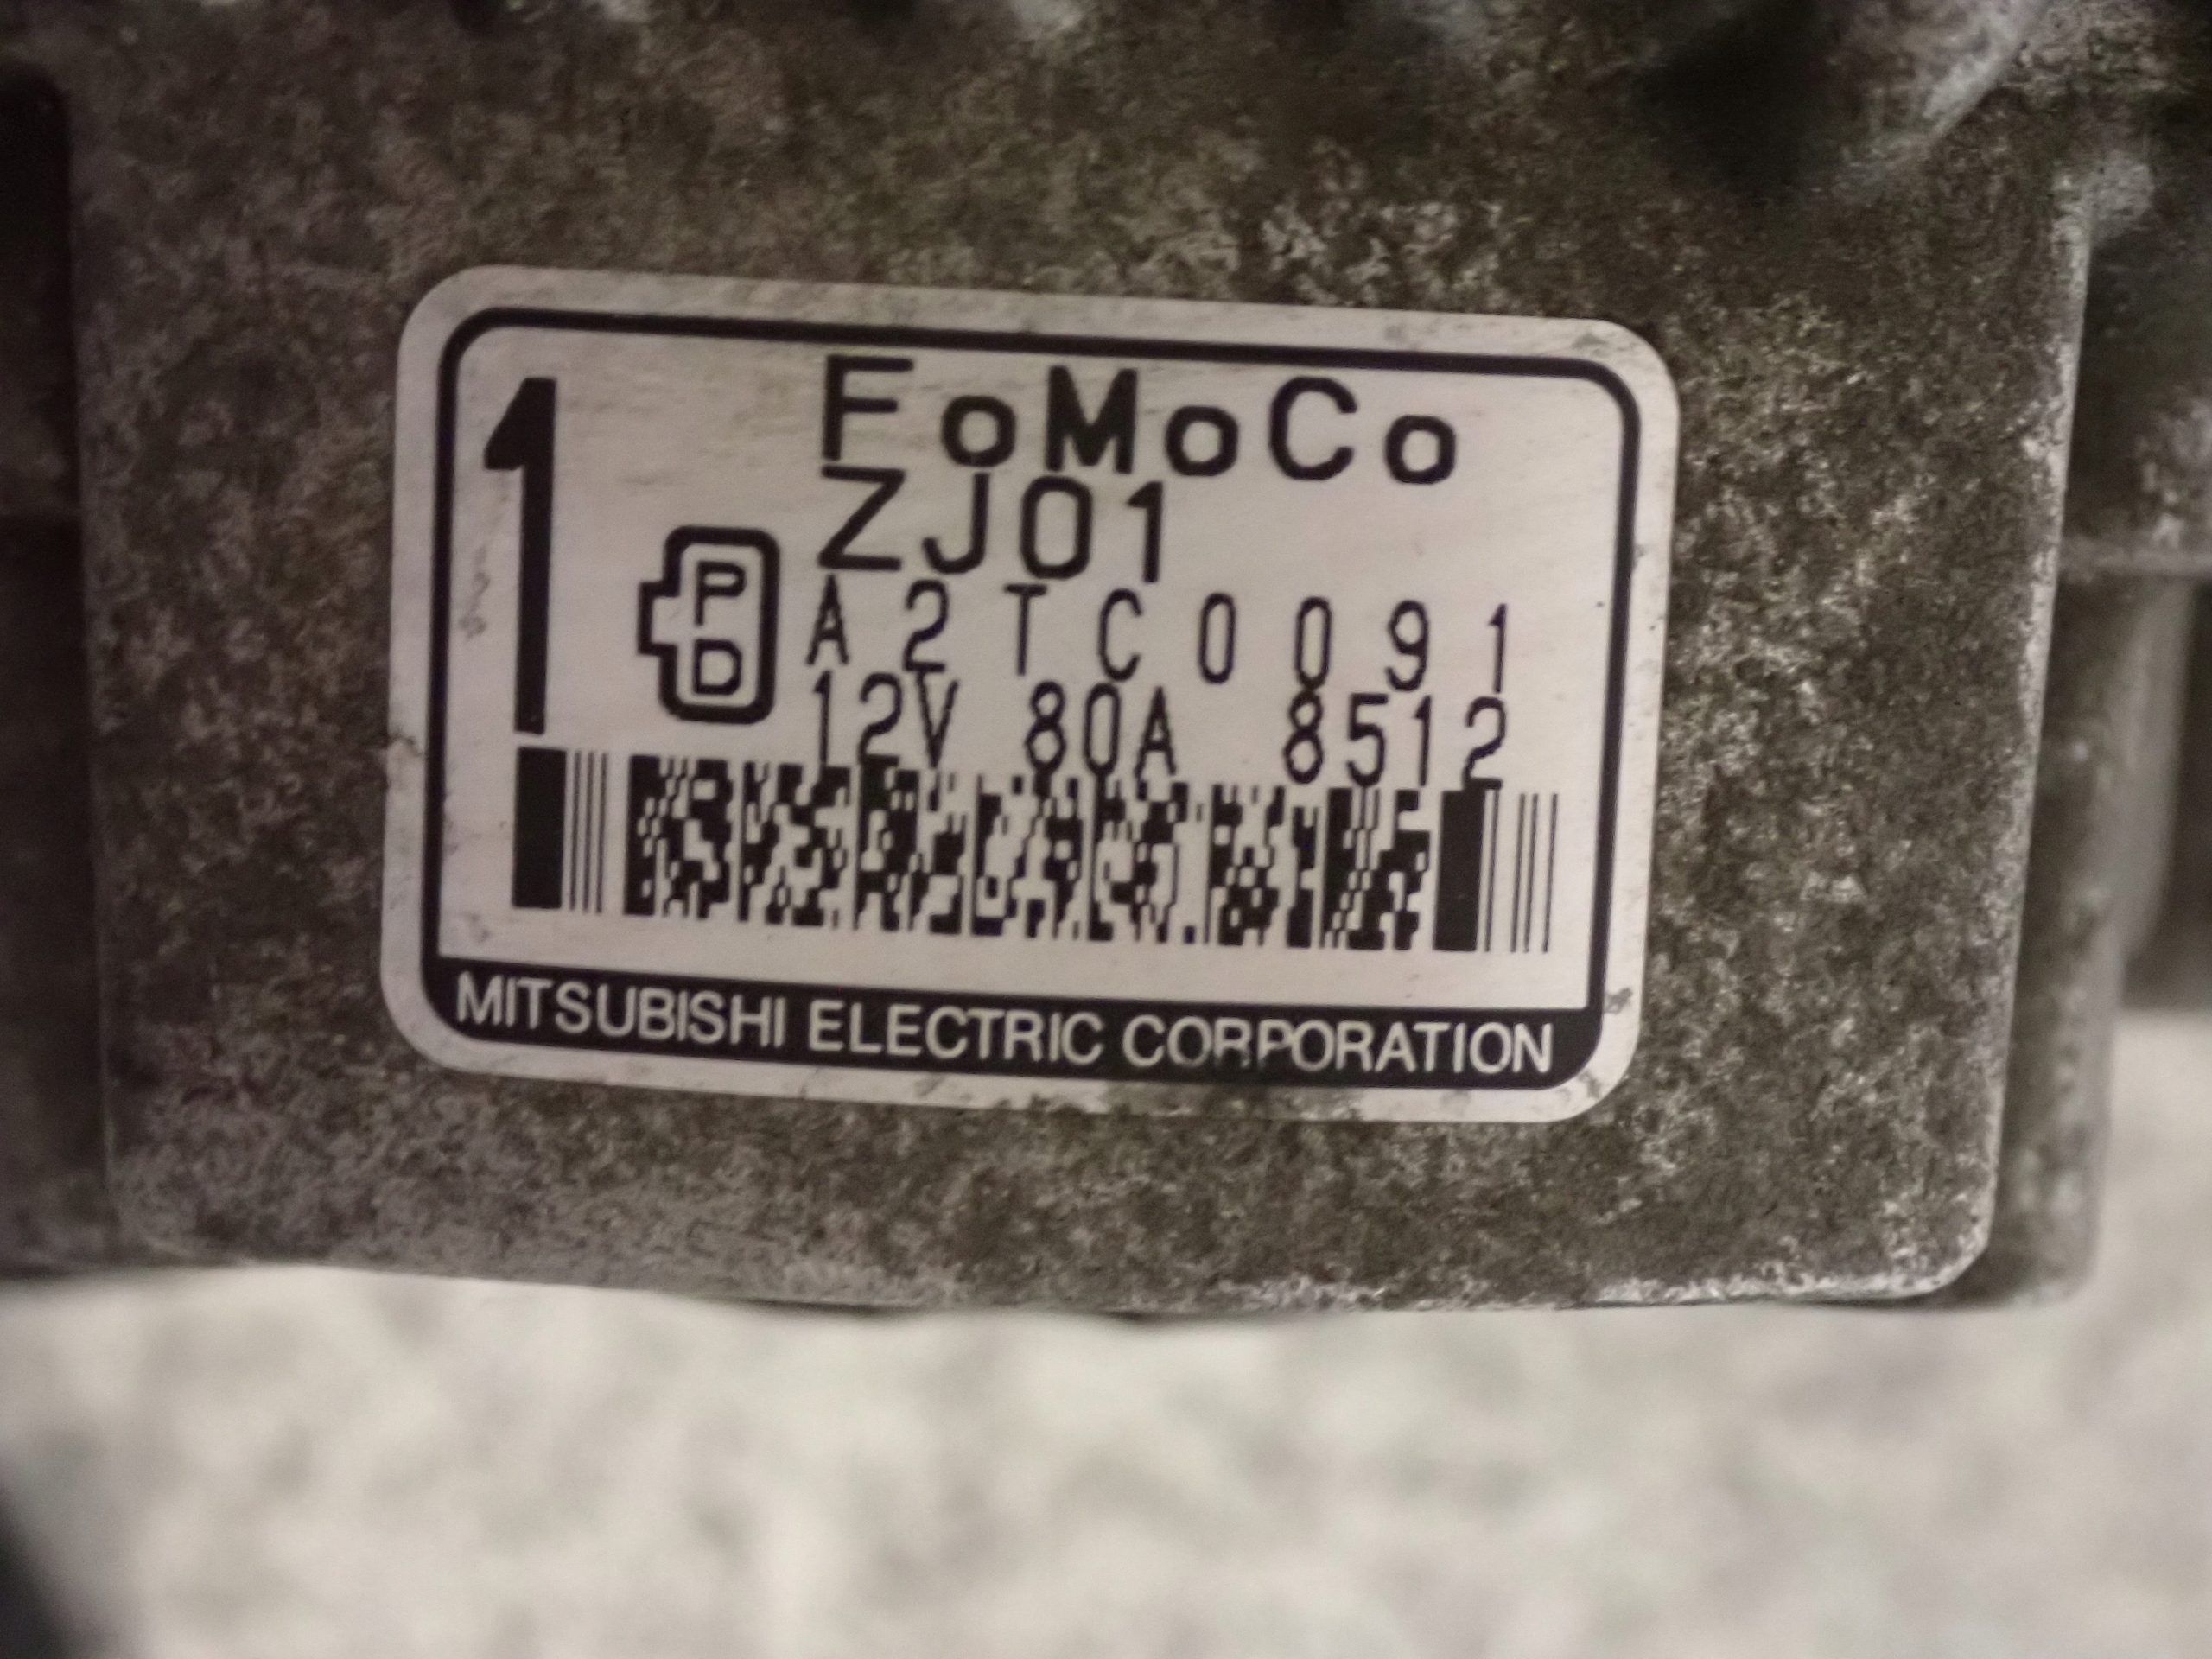 1
FoMoCo
ZJ01
PD
A2TC0091
12V 80A 8512
MITSUBISHI ELECTRIC CORPORATION